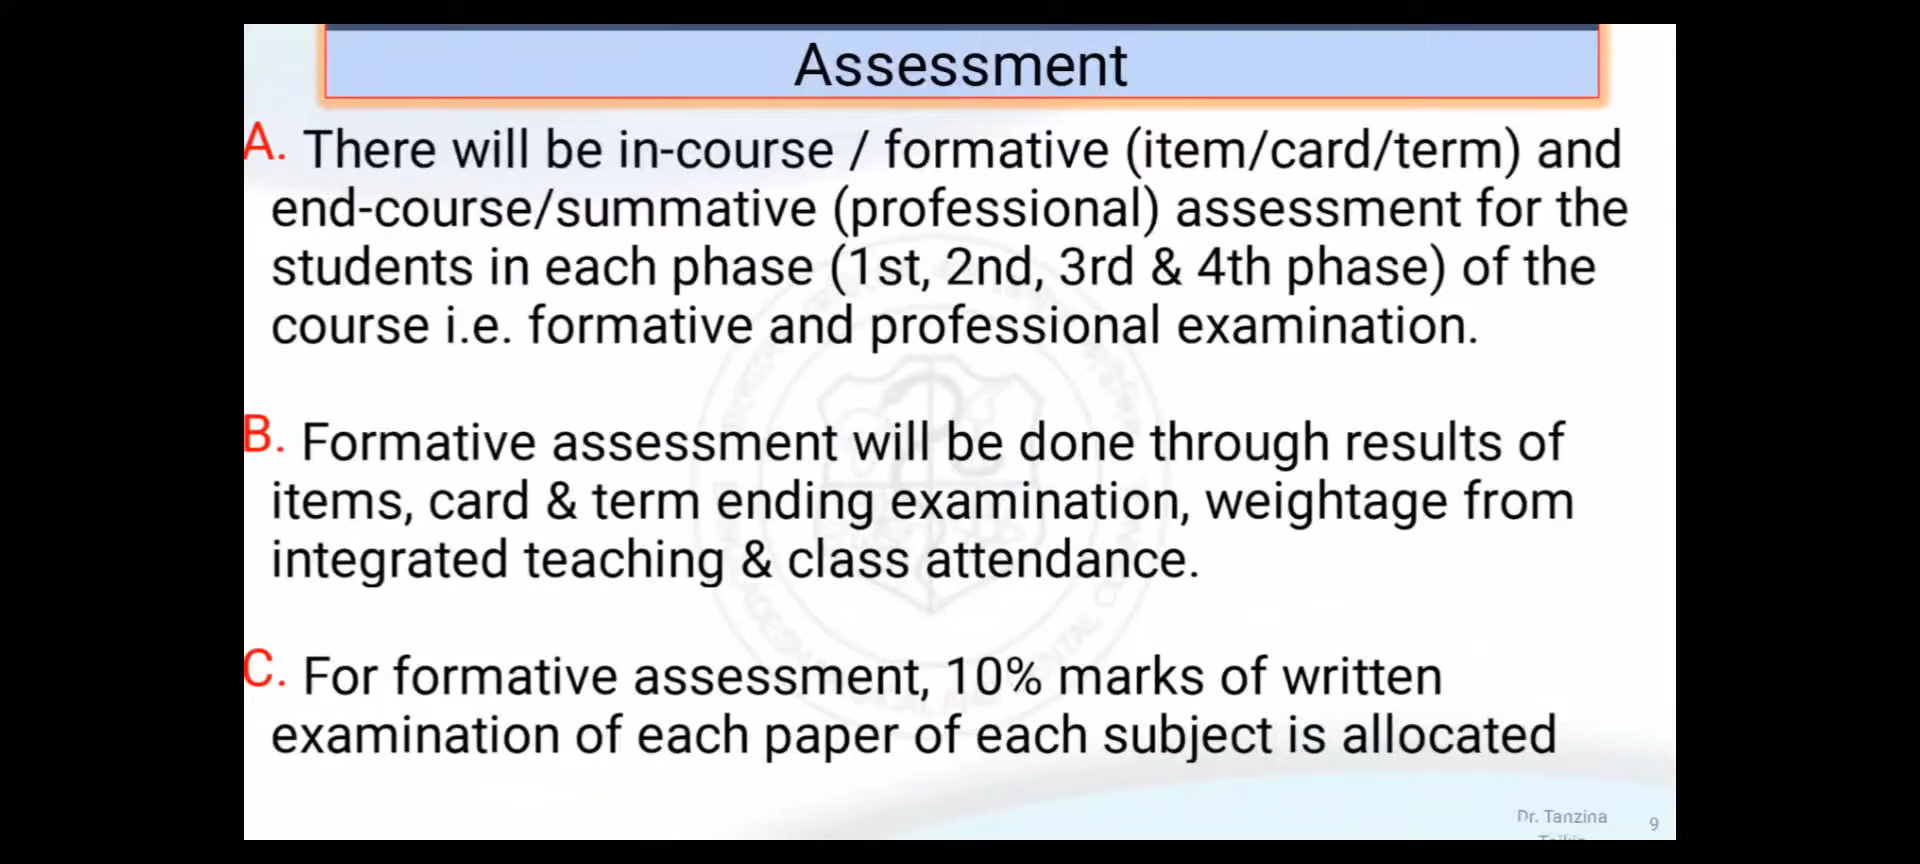 Assessment
A. There will be in-course / formative (item/card/term) and
end-course/summative (professional) assessment for the
students in each phase (1st, 2nd, 3rd & 4th phase) of the
course i.e. formative and professional examination.
B. Formative assessment will be done through results of
items, card & term ending examination, weightage from
integrated teaching & class attendance.
C. For formative assessment, 10% marks of written
examination of each paper of each subject is allocated
Dr. Tanzina
9